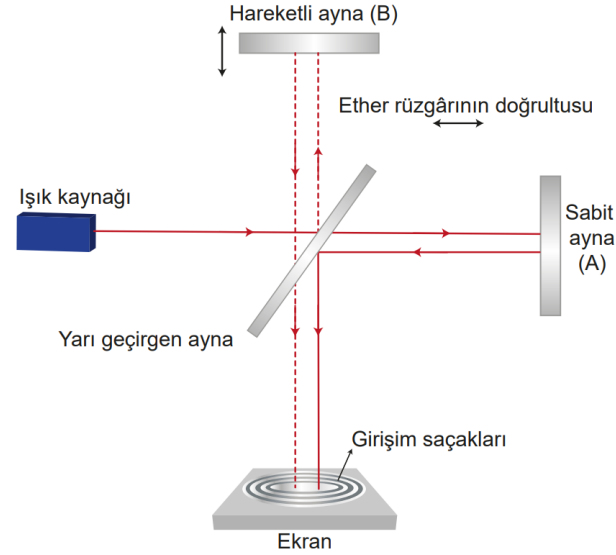 Hareketli ayna (B)
Ether rüzgârının doğrultusu
Işık kaynağı
Sabit
ayna
(A)
Yarı geçirgen ayna
Girişim saçakları
Ekran